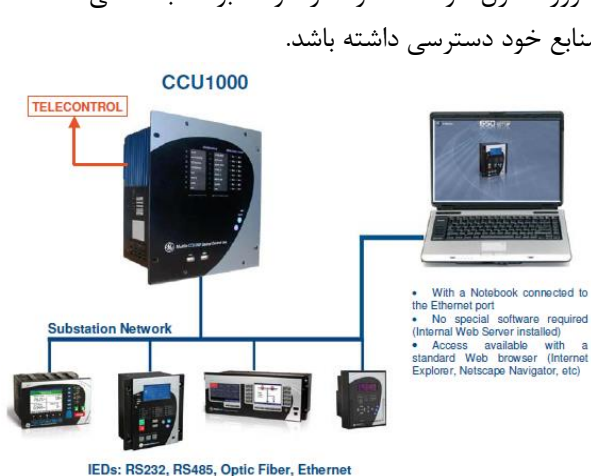 منابع خود دسترسی داشته باشد.
CCU1000
TELECONTROL
650
• With a Notebook connected to
the Ethernet port
• No special software required
(Internal Web Server installed)
• Access available with a
standard Web browser (Internet
Explorer, Netscape Navigator, etc)
Substation Network
IEDs: RS232, RS485, Optic Fiber, Ethernet